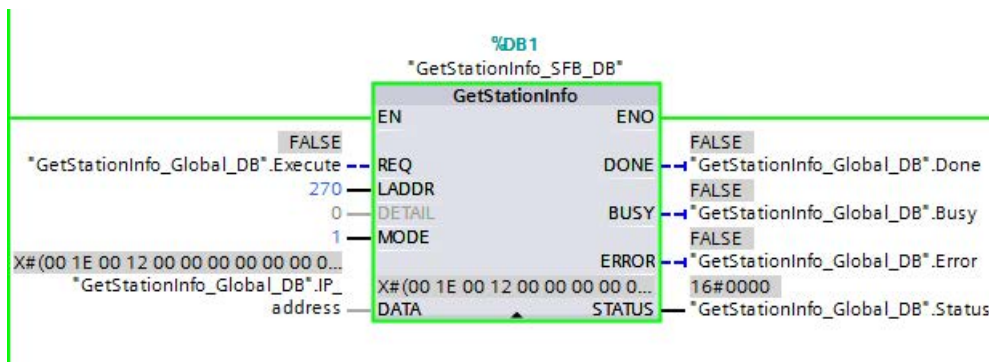 %DB1
"GetStationInfo_SFB_DB"
GetStationInfo
EN ENO
FALSE FALSE
"GetStationInfo_Global_DB".Execute REQ DONE "GetStationInfo_Global_DB".Done
270 LADDR FALSE
0 DETAIL BUSY "GetStationInfo_Global_DB".Busy
1 MODE FALSE
X#(00 1E 00 12 00 00 00 00 00 00 0... ERROR "GetStationInfo_Global_DB".Error
"GetStationInfo_Global_DB".IP_ X#(00 1E 00 12 00 00 00 00 0... 16#0000
address DATA STATUS "GetStationInfo_Global_DB".Status